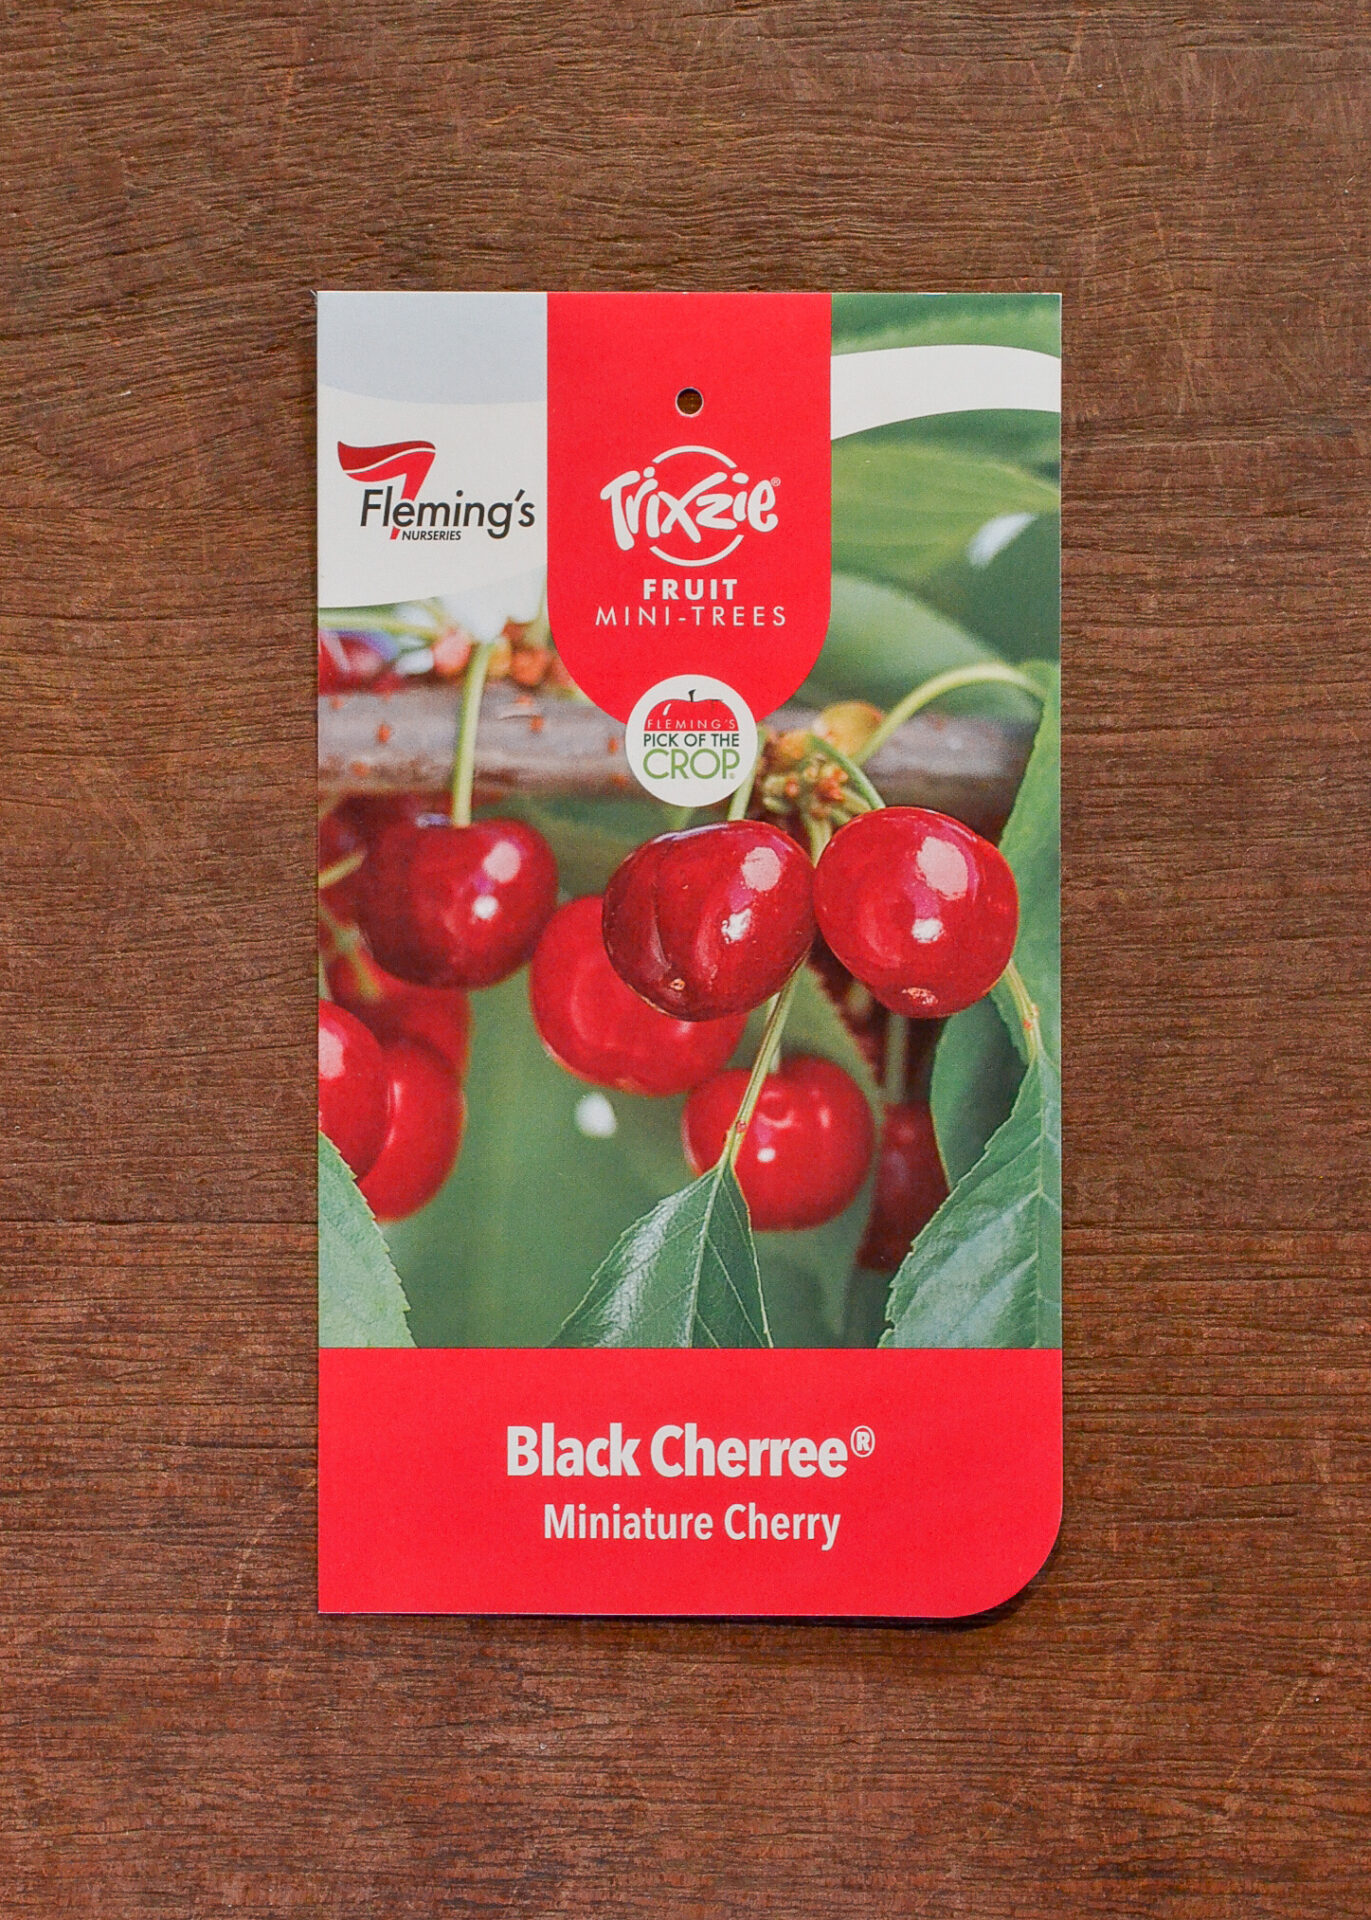 Fleming's
NURSERIES
Trixzie®
FRUIT
MINI-TREES
FLEMING'S
PICK OF THE
CROP®
Black Cherree®
Miniature Cherry